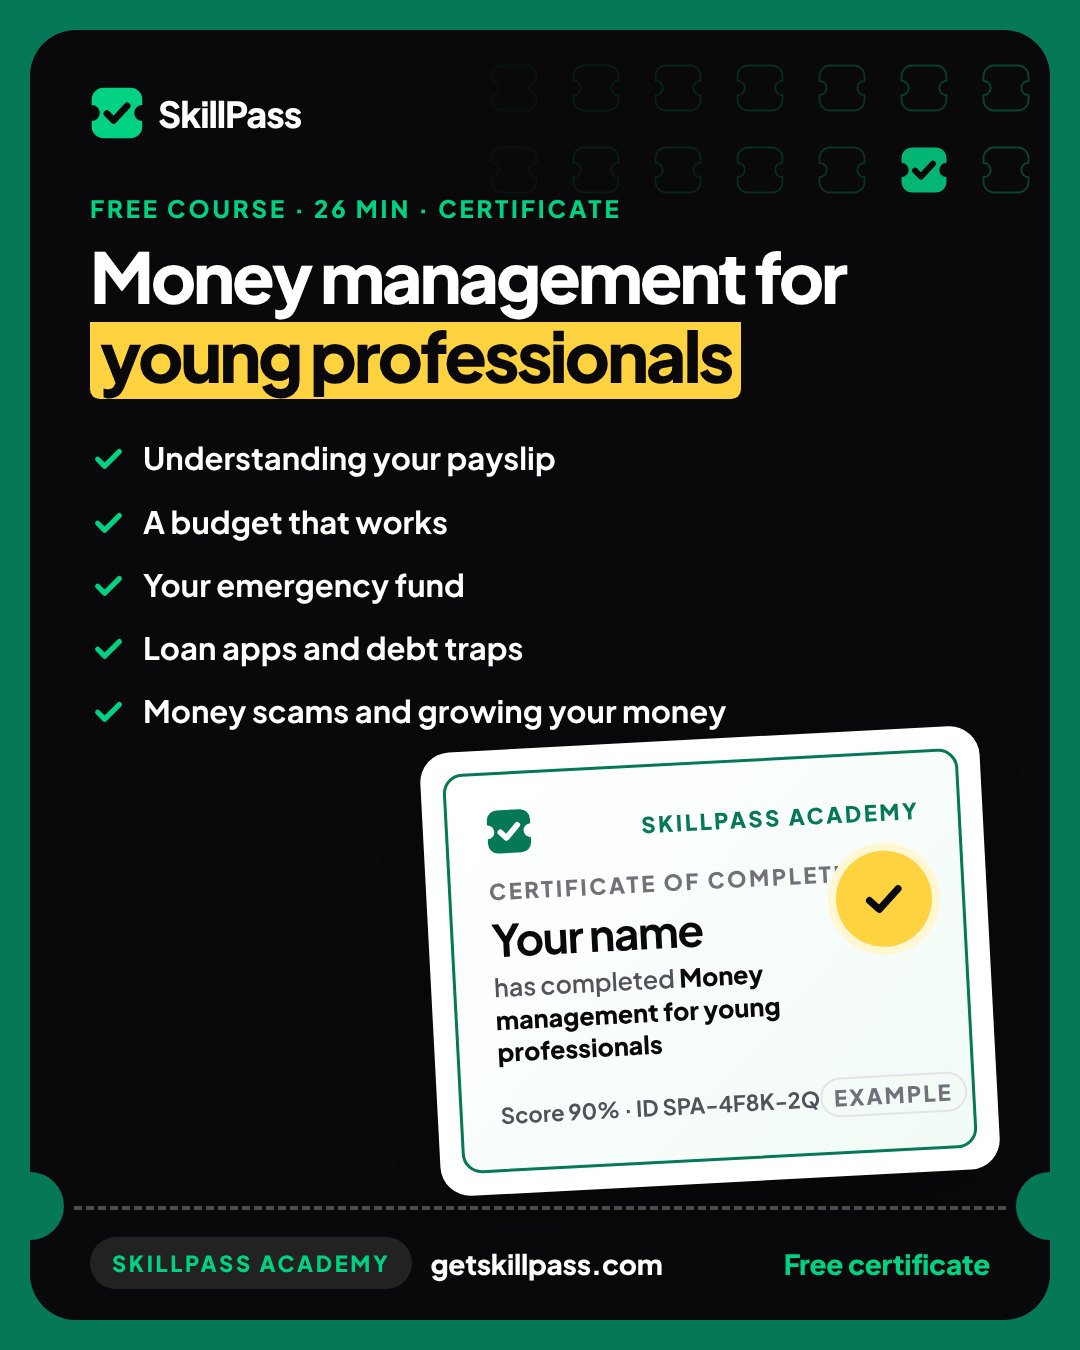 SkillPass
FREE COURSE · 26 MIN · CERTIFICATE
Money management for
young professionals
Understanding your payslip
A budget that works
Your emergency fund
Loan apps and debt traps
Money scams and growing your money
SKILLPASS ACADEMY
CERTIFICATE OF
Your name
has completed Money
management for young
professionals
Score 90% · ID SPA-4F8K-2Q
EXAMPLE
SKILLPASS ACADEMY
getskillpass.com
Free certificate